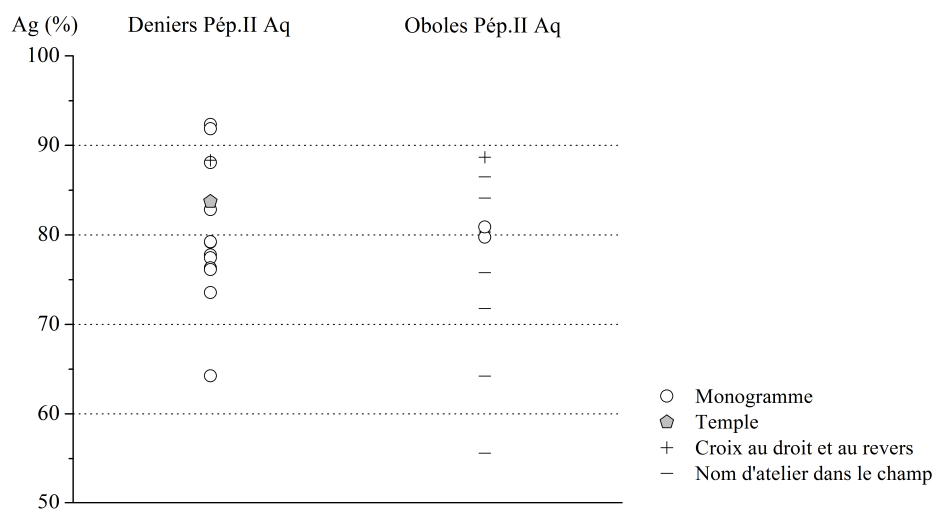 Ag (%) Deniers Pép.II Aq Oboles Pép.II Aq
100
90
80
70
60
50
Monogramme
Temple
Croix au droit et au revers
Nom d'atelier dans le champ